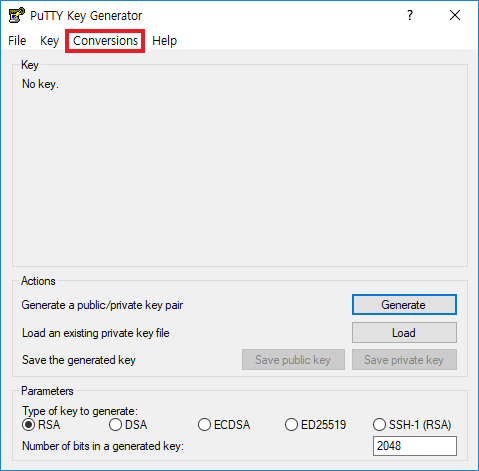 PuTTY Key Generator
File Key Conversions Help
Key
No key.
Actions
Generate a public/private key pair Generate
Load an existing private key file Load
Save the generated key Save public key Save private key
Parameters
Type of key to generate:
RSA DSA ECDSA ED25519 SSH-1 (RSA)
Number of bits in a generated key: 2048